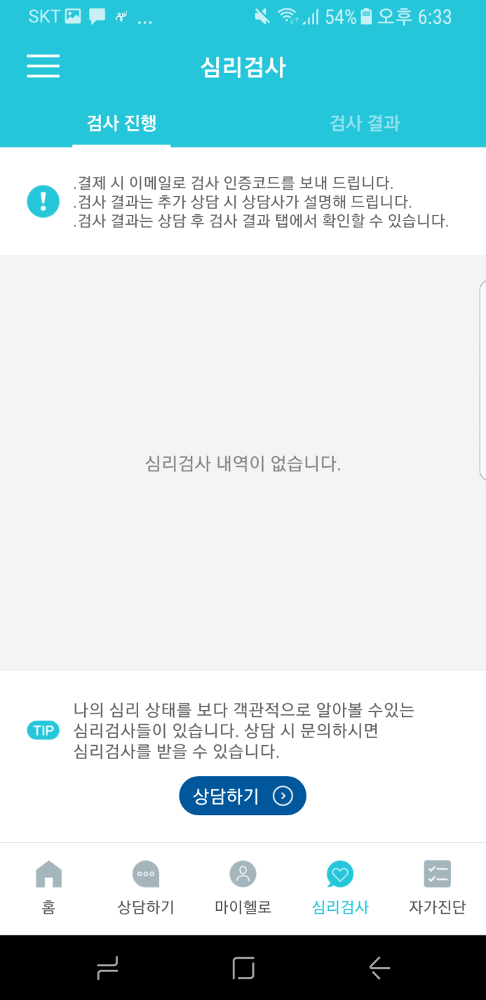 SKT ... 54% 오후 6:33
심리검사
검사 진행 검사 결과
.결제 시 이메일로 검사 인증코드를 보내 드립니다.
.검사 결과는 추가 상담 시 상담사가 설명해 드립니다.
.검사 결과는 상담 후 검사 결과 탭에서 확인할 수 있습니다.
심리검사 내역이 없습니다.
나의 심리 상태를 보다 객관적으로 알아볼 수있는
TIP 심리검사들이 있습니다. 상담 시 문의하시면
심리검사를 받을 수 있습니다.
상담하기
홈 상담하기 마이헬로 심리검사 자가진단